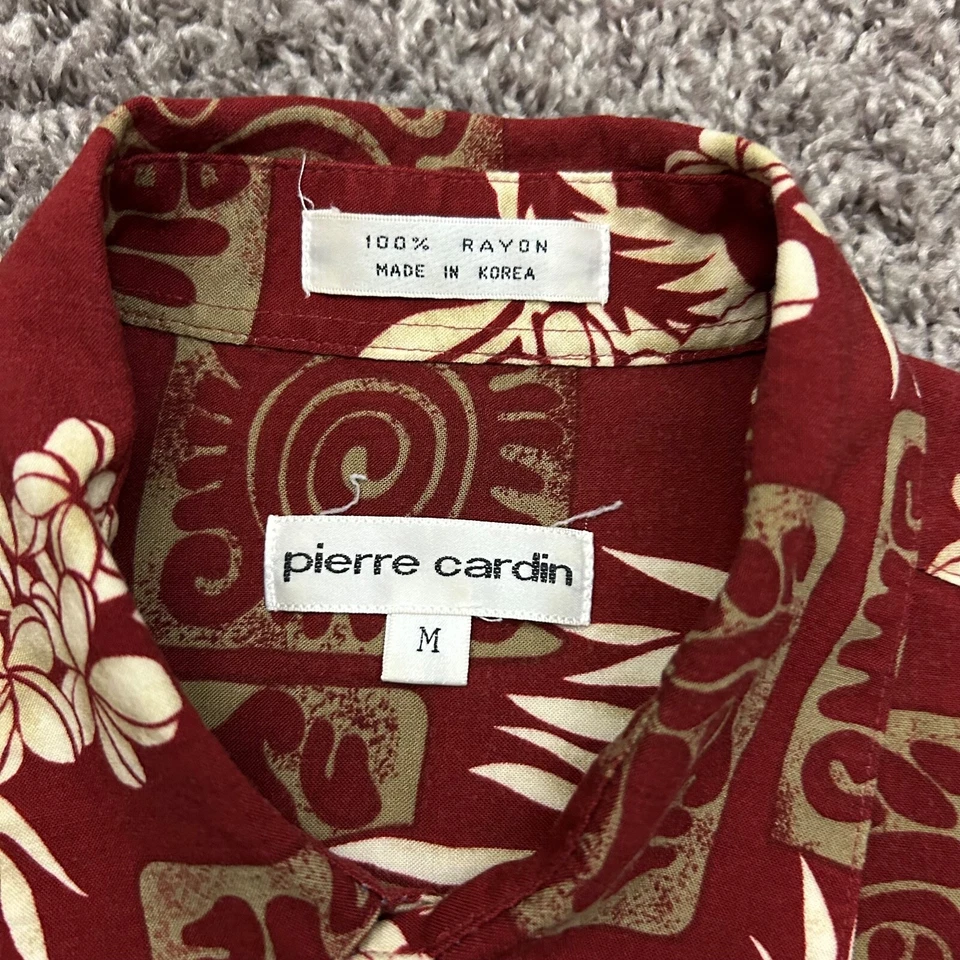 100% RAYON
MADE IN KOREA
pierre cardin
M